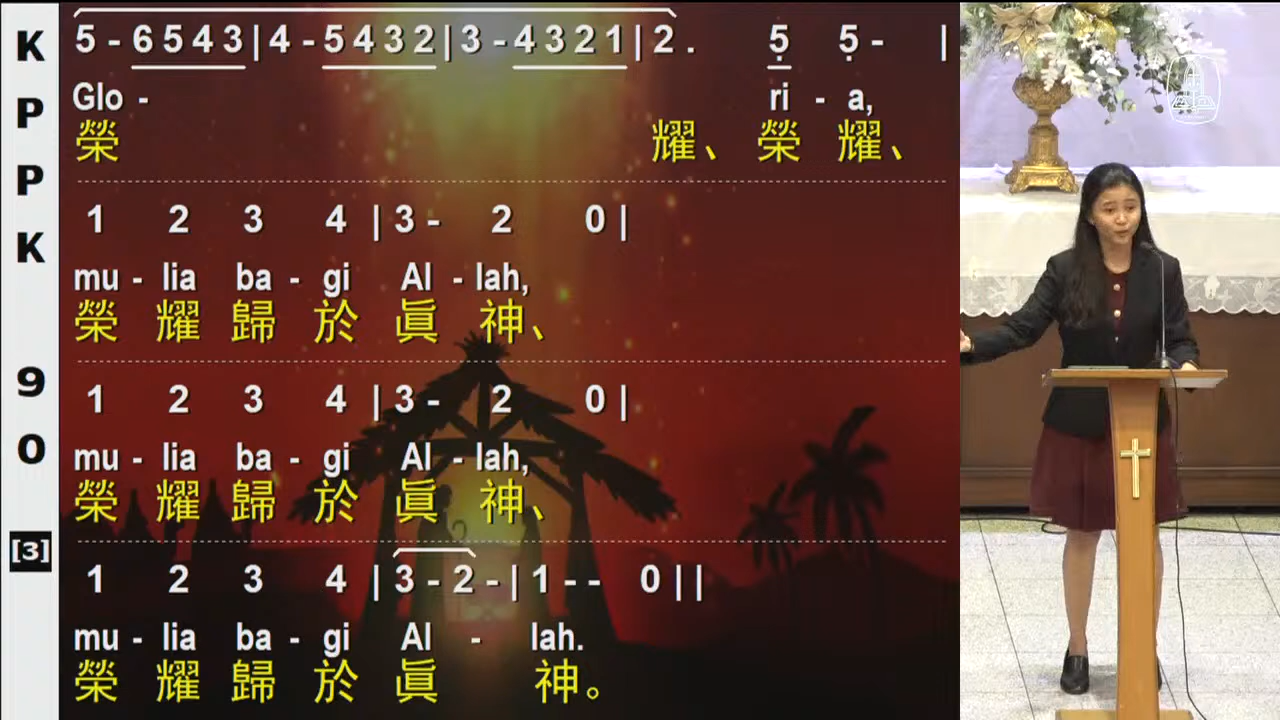 KPPPK 90 [3]
5 - 6 5 4 3 | 4 - 5 4 3 2 | 3 - 4 3 2 1 | 2 . 5̣ 5̣ - |
Glo - ri - a,
榮 耀、榮 耀、
1 2 3 4 | 3 - 2 0 |
mu - lia ba - gi Al - lah,
榮 耀 歸 於 眞 神、
1 2 3 4 | 3 - 2 0 |
mu - lia ba - gi Al - lah,
榮 耀 歸 於 眞 神、
1 2 3 4 | 3 - 2 - | 1 - - 0 | |
mu - lia ba - gi Al - lah.
榮 耀 歸 於 眞 神。